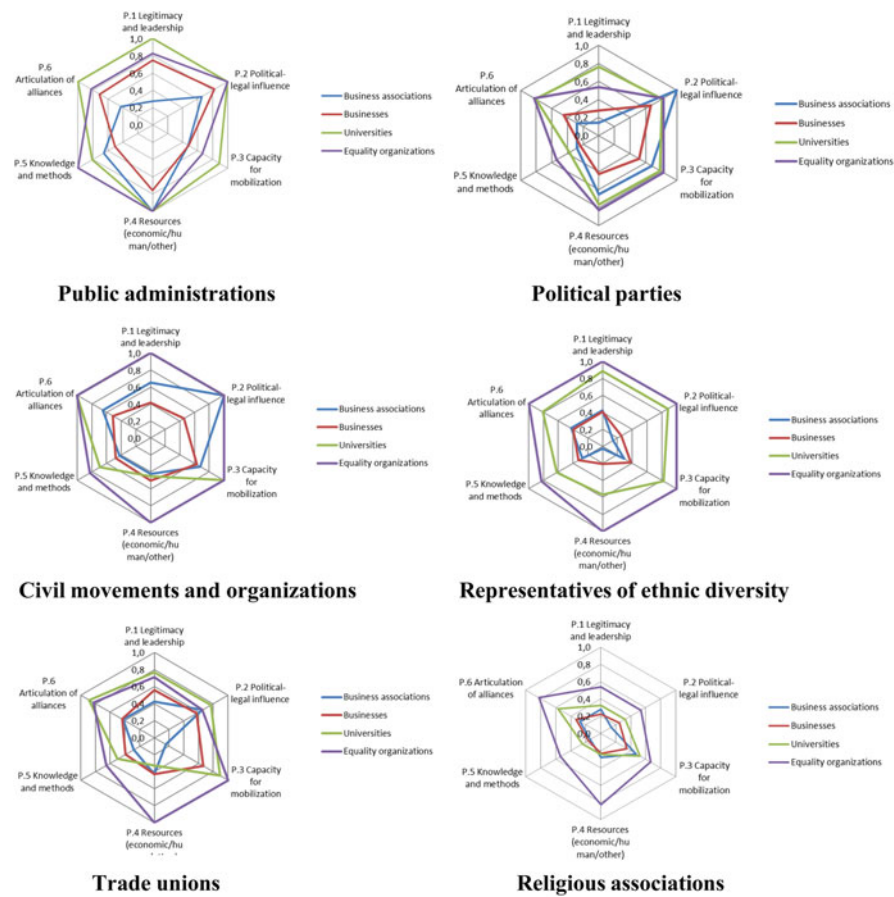 P.1 Legitimacy
and leadership
1,0
0,8
0,6
0,4
0,2
0,0
P.2 Political-
legal influence
P.3 Capacity
for
mobilization
P.4 Resources
(economic/hu
man/other)
P.5 Knowledge
and methods
P.6
Articulation of
alliances
Business associations
Businesses
Universities
Equality organizations
Public administrations
P.1 Legitimacy
and leadership
1,0
0,8
0,6
0,4
0,2
0,0
P.2 Political-
legal influence
P.3 Capacity
for
mobilization
P.4 Resources
(economic/hu
man/other)
P.5 Knowledge
and methods
P.6
Articulation of
alliances
Business associations
Businesses
Universities
Equality organizations
Political parties
P.1 Legitimacy
and leadership
1,0
0,8
0,6
0,4
0,2
0,0
P.2 Political-
legal influence
P.3 Capacity
for
mobilization
P.4 Resources
(economic/hu
man/other)
P.5 Knowledge
and methods
P.6
Articulation of
alliances
Business associations
Businesses
Universities
Equality organizations
Civil movements and organizations
P.1 Legitimacy
and leadership
1,0
0,8
0,6
0,4
0,2
0,0
P.2 Political-
legal influence
P.3 Capacity
for
mobilization
P.4 Resources
(economic/hu
man/other)
P.5 Knowledge
and methods
P.6
Articulation of
alliances
Business associations
Businesses
Universities
Equality organizations
Representatives of ethnic diversity
P.1 Legitimacy
and leadership
1,0
0,8
0,6
0,4
0,2
0,0
P.2 Political-
legal influence
P.3 Capacity
for
mobilization
P.4 Resources
(economic/hu
P.5 Knowledge
and methods
P.6
Articulation of
alliances
Business associations
Businesses
Universities
Equality organizations
Trade unions
P.1 Legitimacy
and leadership
1,0
0,8
0,6
0,4
0,2
0,0
P.2 Political-
legal influence
P.3 Capacity
for
mobilization
P.4 Resources
(economic/hu
man/other)
P.5 Knowledge
and methods
P.6 Articulation
of alliances
Business associations
Businesses
Universities
Equality organizations
Religious associations